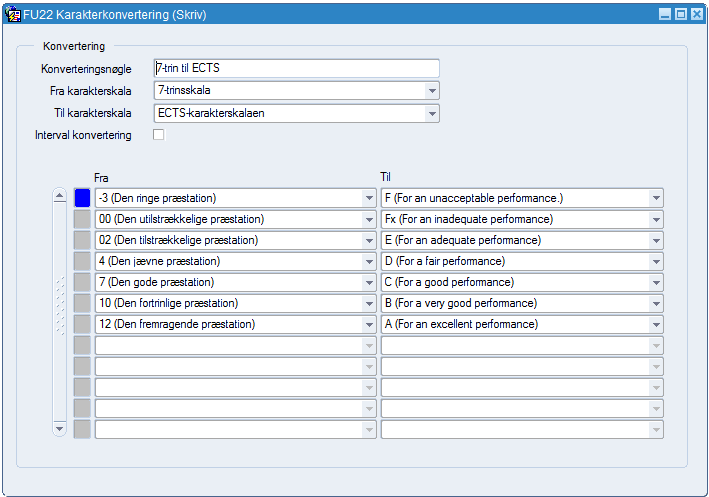 FU22 Karakterkonvertering (Skriv)
Konvertering
Konverteringsnøgle 7-trin til ECTS
Fra karakterskala 7-trinsskala
Til karakterskala ECTS-karakterskalaen
Interval konvertering
Fra Til
-3 (Den ringe præstation) F (For an unacceptable performance.)
00 (Den utilstrækkelige præstation) Fx (For an inadequate performance)
02 (Den tilstrækkelige præstation) E (For an adequate performance)
4 (Den jævne præstation) D (For a fair performance)
7 (Den gode præstation) C (For a good performance)
10 (Den fortrinlige præstation) B (For a very good performance)
12 (Den fremragende præstation) A (For an excellent performance)